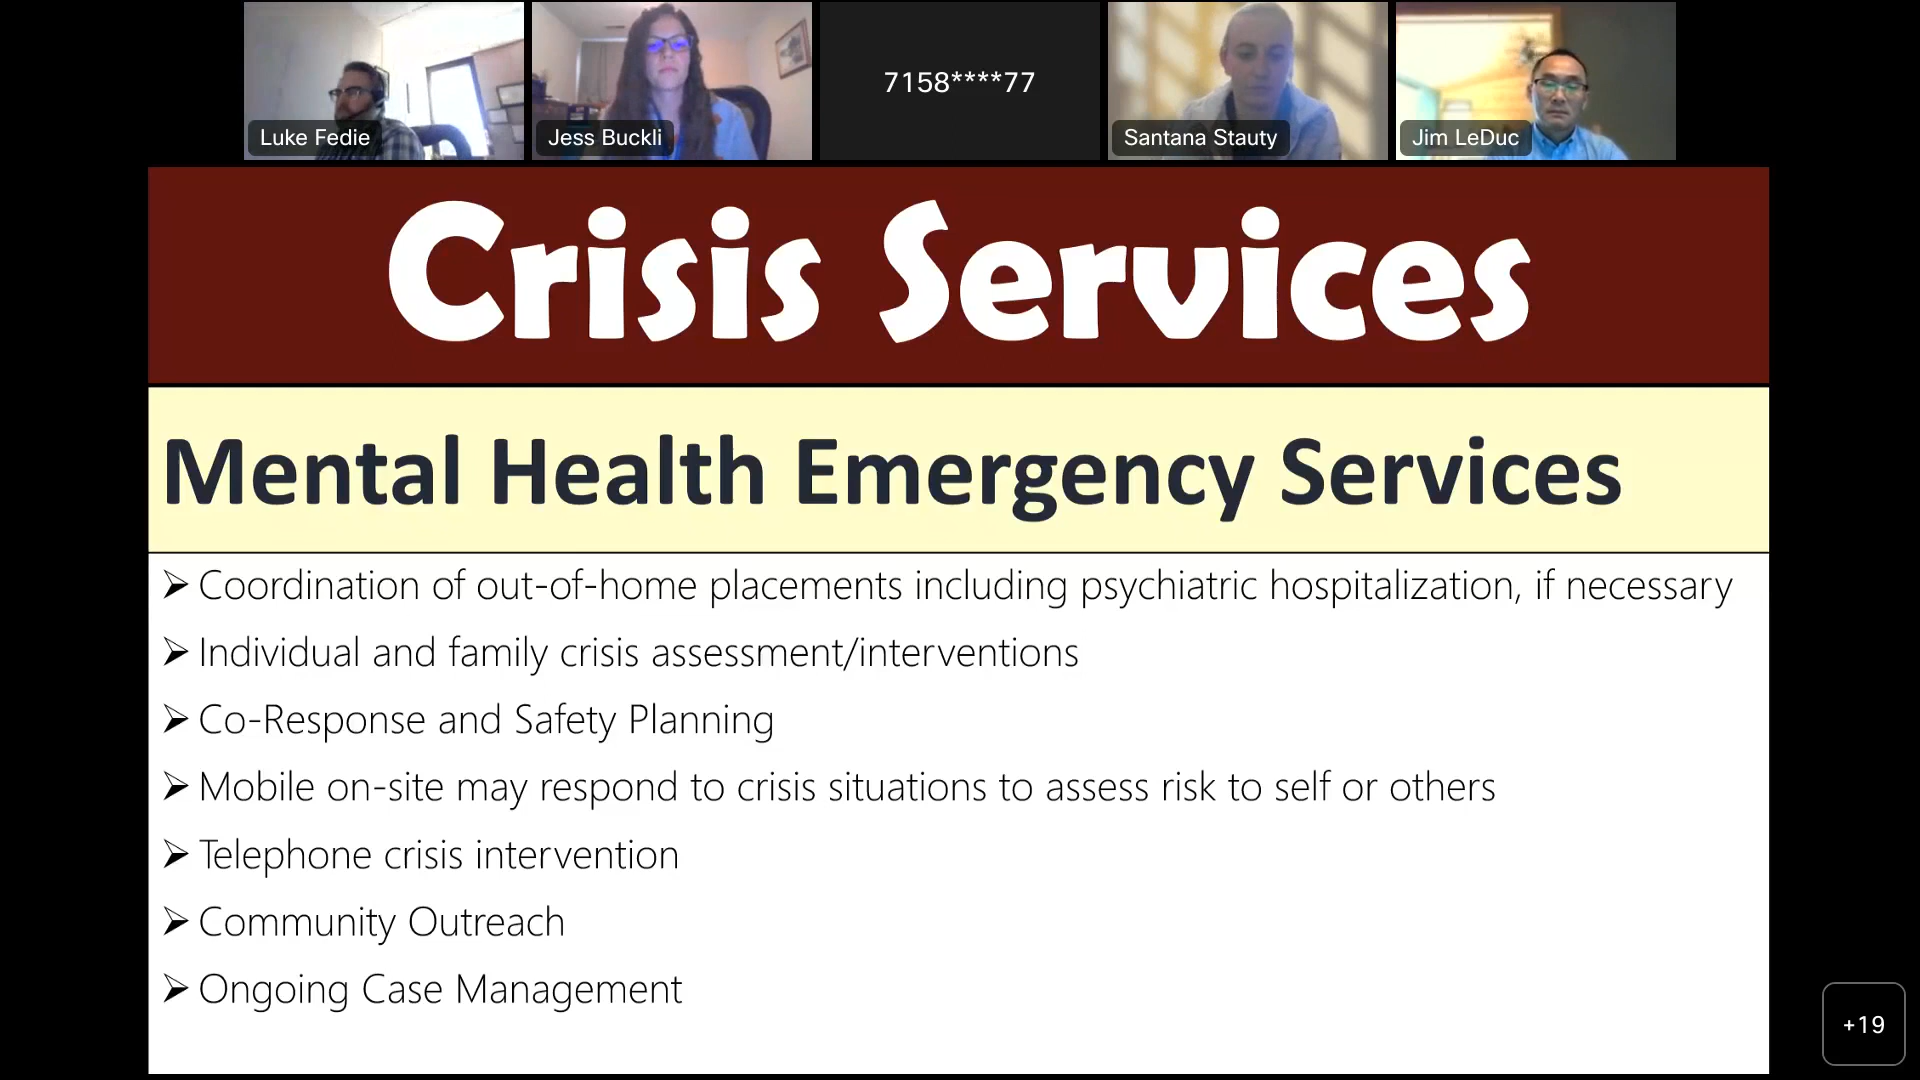 Luke Fedie
Jess Buckli
7158****77
Santana Stauty
Jim LeDuc
Crisis Services
Mental Health Emergency Services
➢ Coordination of out-of-home placements including psychiatric hospitalization, if necessary
➢ Individual and family crisis assessment/interventions
➢ Co-Response and Safety Planning
➢ Mobile on-site may respond to crisis situations to assess risk to self or others
➢ Telephone crisis intervention
➢ Community Outreach
➢ Ongoing Case Management
+19